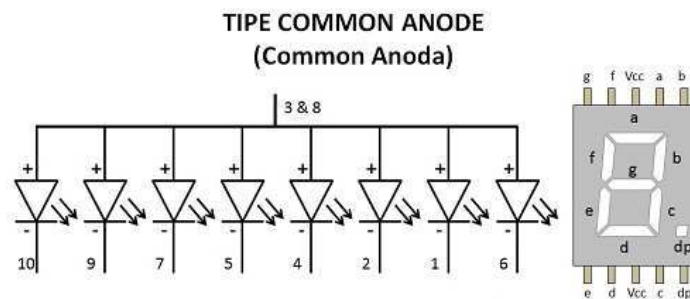 TIPE COMMON ANODE
(Common Anoda)
3 & 8
+ + + + + + + +
- - - - - - - -
10 9 7 5 4 2 1 6
g f Vcc a b
a
f b
g
e c
d dp
e d Vcc c dp